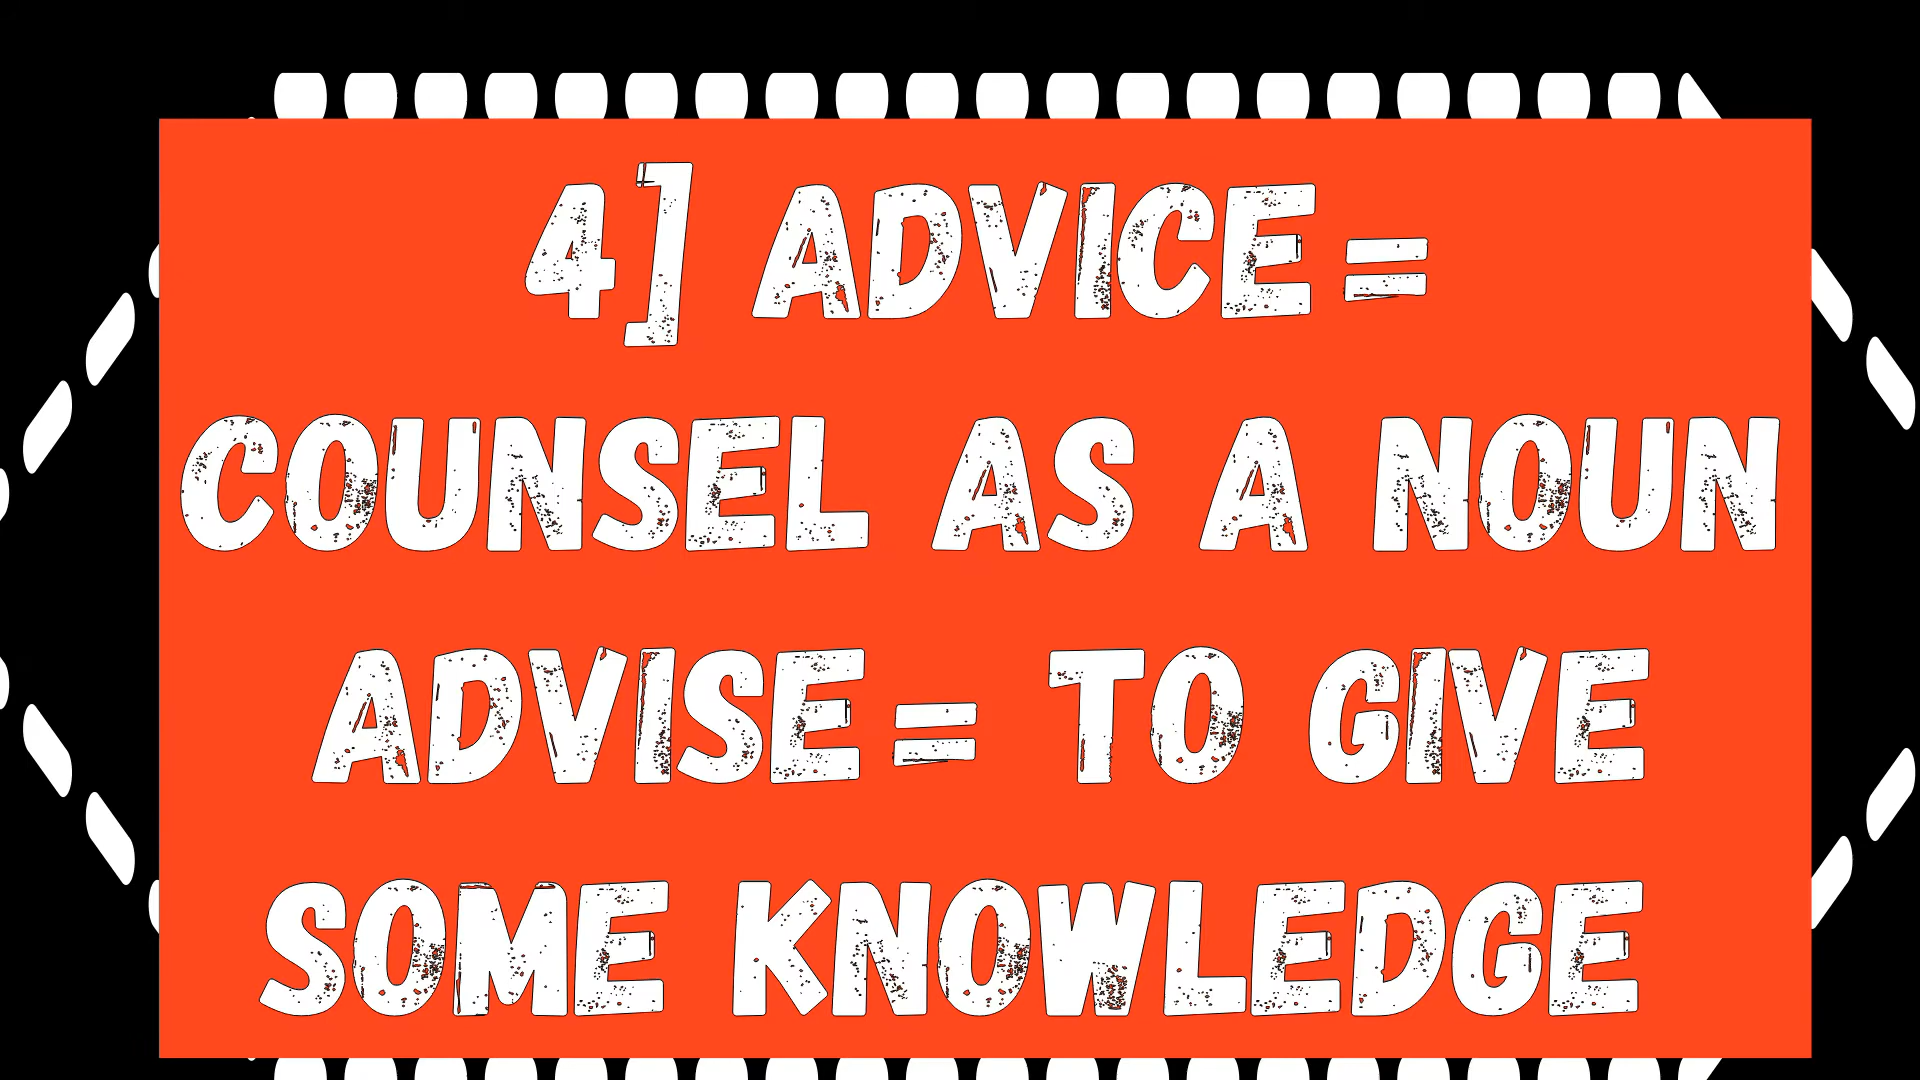 4] ADVICE=
COUNSEL AS A NOUN
ADVISE= TO GIVE
SOME KNOWLEDGE